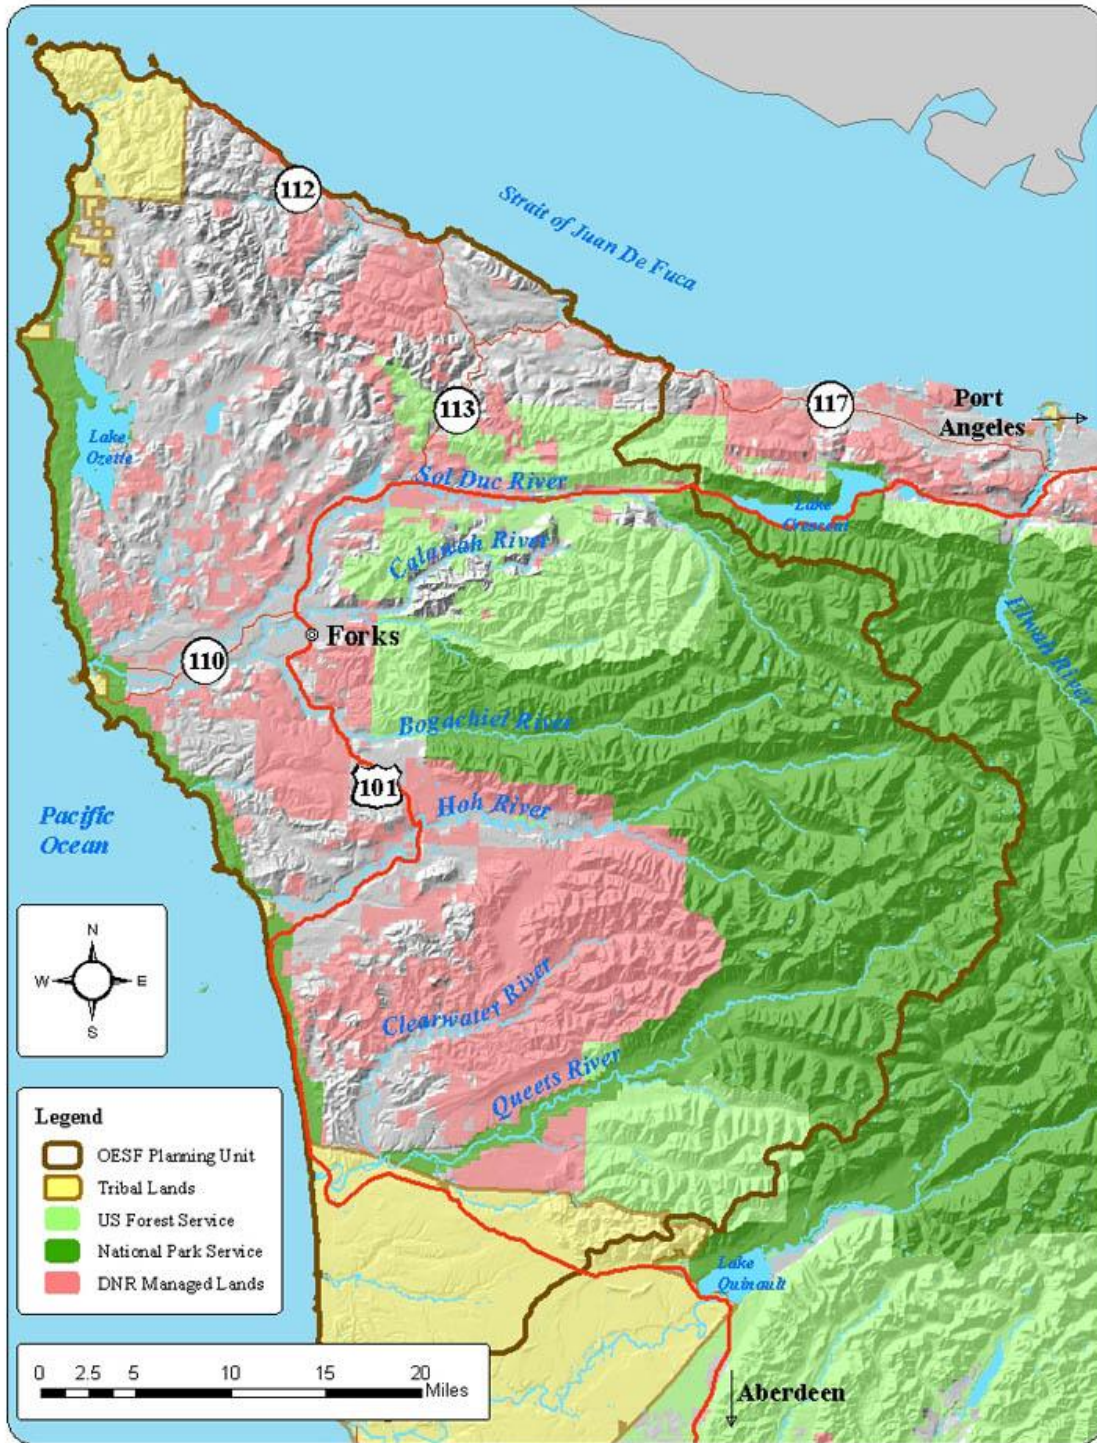 112
Strait of Juan De Fuca
113
117
Port
Angeles
Lake
Ozette
Sol Duc River
Lake
Crescent
Calawah River
Elwah River
Forks
110
Bogachiel River
101
Hoh River
Pacific
Ocean
N
W
E
S
Clearwater River
Queets River
Legend
OESF Planning Unit
Tribal Lands
US Forest Service
National Park Service
DNR Managed Lands
Lake
Quinault
0 2.5 5 10 15 20
Miles
Aberdeen